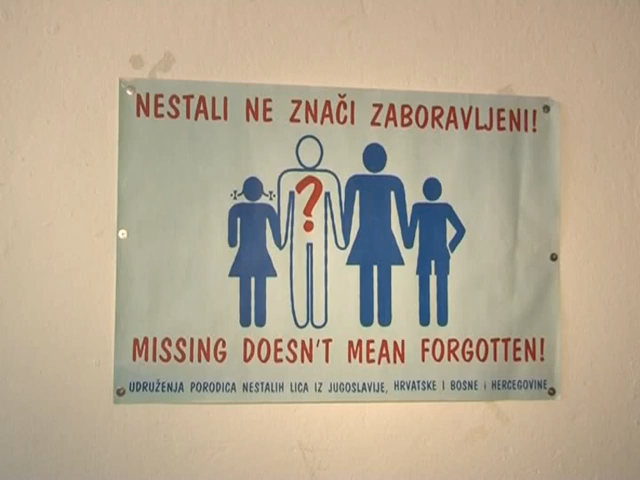 NESTALI NE ZNAČI ZABORAVLJENI!
?
MISSING DOESN'T MEAN FORGOTTEN!
UDRUŽENJA PORODICA NESTALIH LICA IZ JUGOSLAVIJE, HRVATSKE I BOSNE i HERCEGOVINE